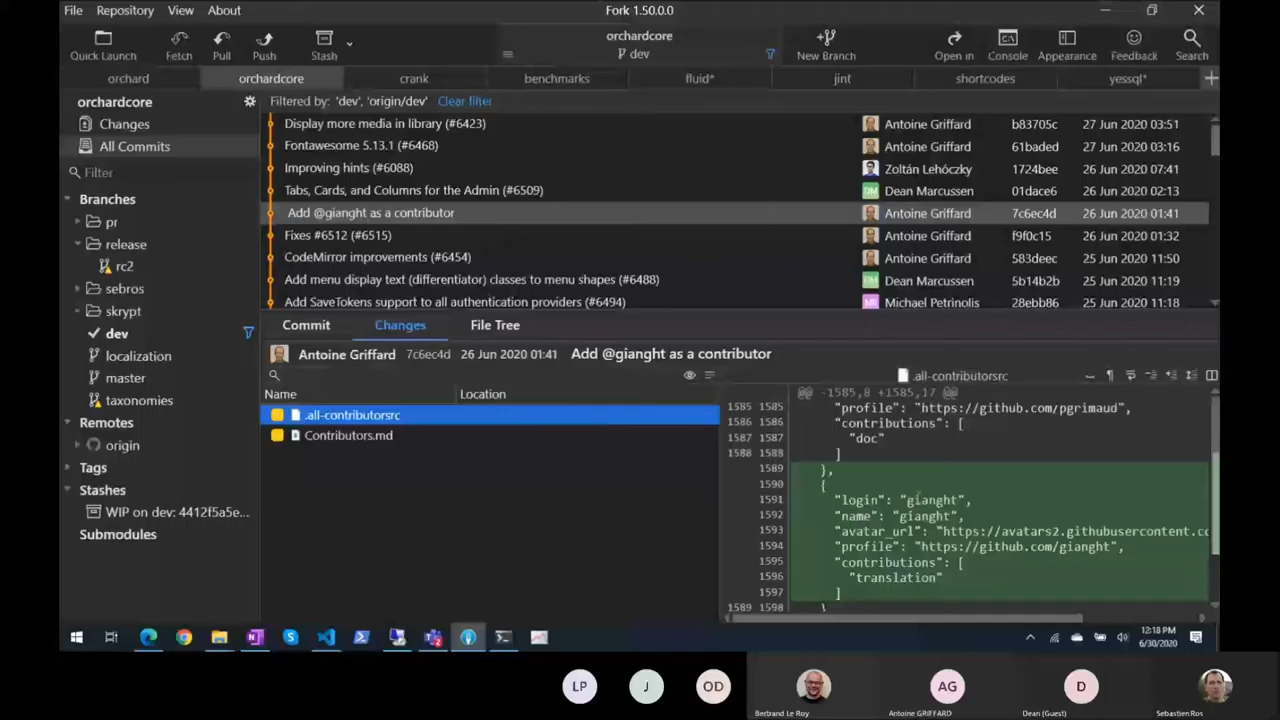 File Repository View About
Fork 1.50.0.0
Quick Launch Fetch Pull Push Stash
orchardcore
dev
New Branch Open in Console Appearance Feedback Search
orchard orchardcore crank benchmarks fluid* jint shortcodes yessql*
orchardcore
Changes
All Commits
Filter
Branches
pr
release
rc2
sebros
skrypt
dev
localization
master
taxonomies
Remotes
origin
Tags
Stashes
WIP on dev: 4412f5a5e...
Submodules
Filtered by: 'dev', 'origin/dev' Clear filter
Display more media in library (#6423) Antoine Griffard b83705c 27 Jun 2020 03:51
Fontawesome 5.13.1 (#6468) Antoine Griffard 61baded 27 Jun 2020 03:16
Improving hints (#6088) Zoltán Lehóczky 1724bee 26 Jun 2020 07:41
Tabs, Cards, and Columns for the Admin (#6509) DM Dean Marcussen 01dace6 26 Jun 2020 02:13
Add @gianght as a contributor Antoine Griffard 7c6ec4d 26 Jun 2020 01:41
Fixes #6512 (#6515) Antoine Griffard f9f0c15 26 Jun 2020 01:32
CodeMirror improvements (#6454) Antoine Griffard 583deec 25 Jun 2020 11:50
Add menu display text (differentiator) classes to menu shapes (#6488) DM Dean Marcussen 5b14b2b 25 Jun 2020 11:19
Add SaveTokens support to all authentication providers (#6494) MP Michael Petrinolis 28ebb86 25 Jun 2020 11:18
Commit Changes File Tree
Antoine Griffard 7c6ec4d 26 Jun 2020 01:41 Add @gianght as a contributor
Name Location
.all-contributorsrc
Contributors.md
.all-contributorsrc
@@ -1585,8 +1585,17 @@
1585 1585 "profile": "https://github.com/pgrimaud",
1586 1586 "contributions": [
1587 1587 "doc"
1588 1588 ]
1589 },
1590 {
1591 "login": "gianght",
1592 "name": "gianght",
1593 "avatar_url": "https://avatars2.githubusercontent.co
1594 "profile": "https://github.com/gianght",
1595 "contributions": [
1596 "translation"
1597 ]
1589 1598
12:18 PM
6/30/2020
LP J OD AG D
Bertrand Le Roy Antoine GRIFFARD Dean (Guest) Sebastien Ros